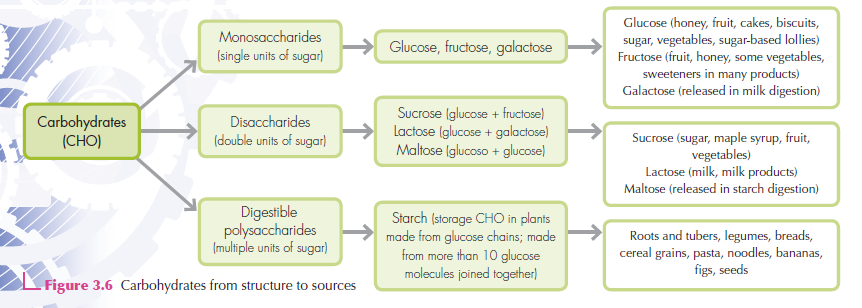 Carbohydrates
(CHO)
Monosaccharides
(single units of sugar)
Glucose, fructose, galactose
Glucose (honey, fruit, cakes, biscuits,
sugar, vegetables, sugar-based lollies)
Fructose (fruit, honey, some vegetables,
sweeteners in many products)
Galactose (released in milk digestion)
Disaccharides
(double units of sugar)
Sucrose (glucose + fructose)
Lactose (glucose + galactose)
Maltose (glucoso + glucose)
Sucrose (sugar, maple syrup, fruit,
vegetables)
Lactose (milk, milk products)
Maltose (released in starch digestion)
Digestible
polysaccharides
(multiple units of sugar)
Starch (storage CHO in plants
made from glucose chains; made
from more than 10 glucose
molecules joined together)
Roots and tubers, legumes, breads,
cereal grains, pasta, noodles, bananas,
figs, seeds
Figure 3.6 Carbohydrates from structure to sources